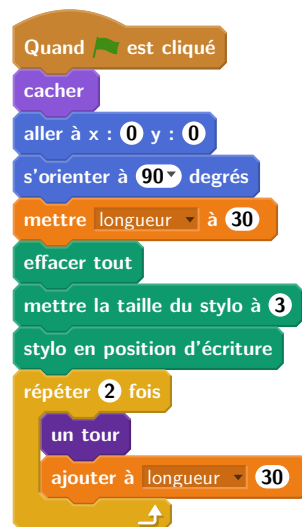 Quand est cliqué
cacher
aller à x : 0 y : 0
s'orienter à 90 degrés
mettre longueur à 30
effacer tout
mettre la taille du stylo à 3
stylo en position d'écriture
répéter 2 fois
un tour
ajouter à longueur 30